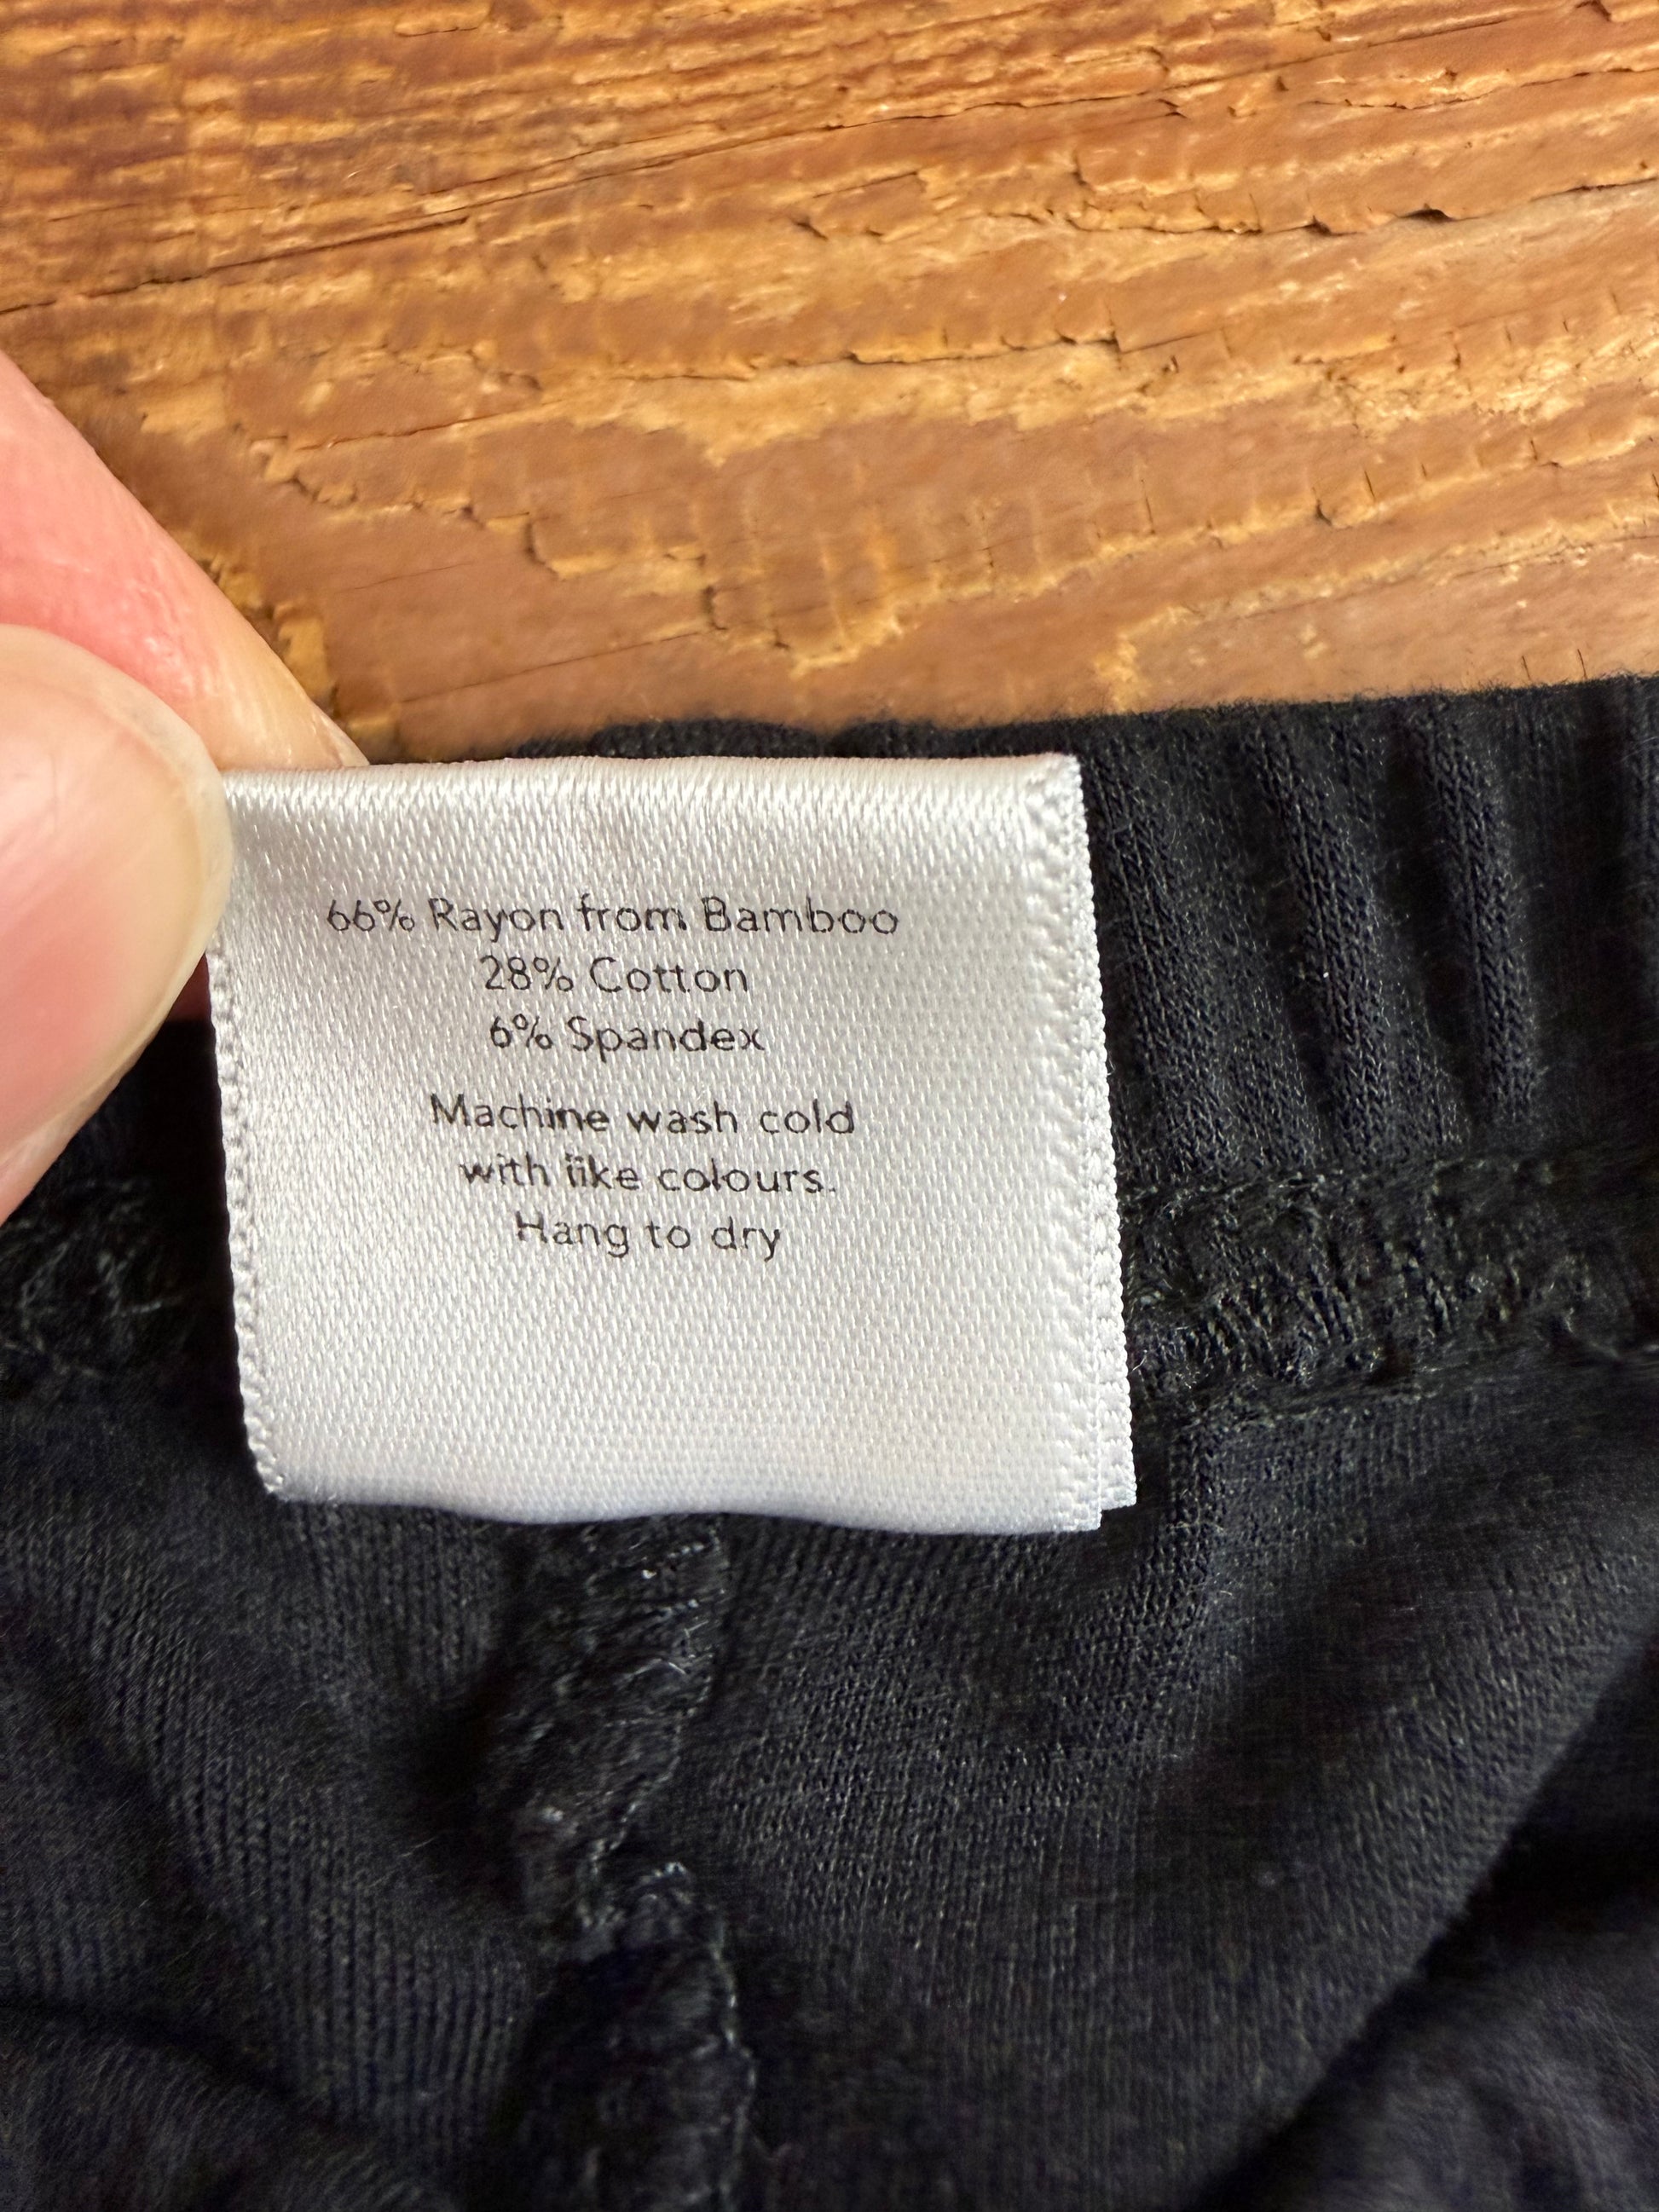 66% Rayon from Bamboo
28% Cotton
6% Spandex
Machine wash cold
with like colours.
Hang to dry